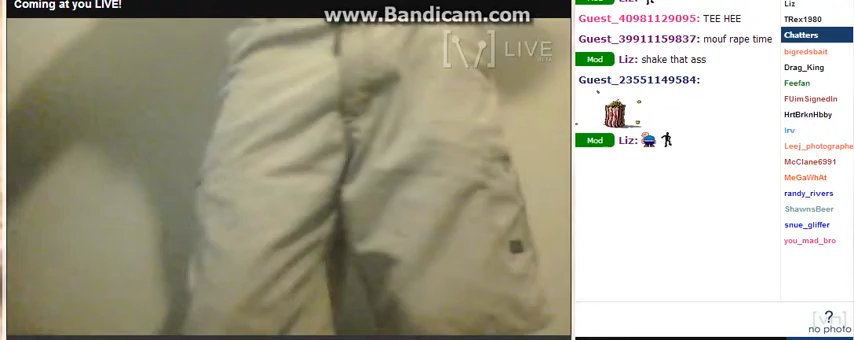 Coming at you LIVE!
www.Bandicam.com
[v] LIVE
BETA
Liz:
Guest_40981129095: TEE HEE
Guest_39911159837: mouf rape time
Mod Liz: shake that ass
Guest_23551149584:
Mod Liz:
Liz
TRex1980
Chatters
bigredsbait
Drag_King
Feefan
FUimSignedIn
HrtBrknHbby
Irv
Leej_photographe
McClane6991
MeGaWhAt
randy_rivers
ShawnsBeer
snue_gliffer
you_mad_bro
?
no photo